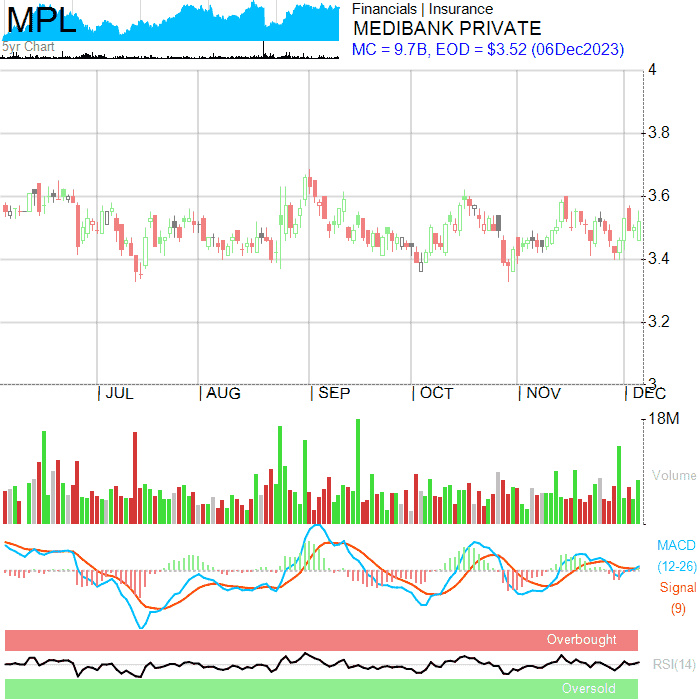 MPL
5yr Chart
Financials | Insurance
MEDIBANK PRIVATE
MC = 9.7B, EOD = $3.52 (06Dec2023)
4
3.8
3.6
3.4
3.2
3
JUL AUG SEP OCT NOV DEC
18M
Volume
MACD
(12-26)
Signal
(9)
Overbought
RSI(14)
Oversold